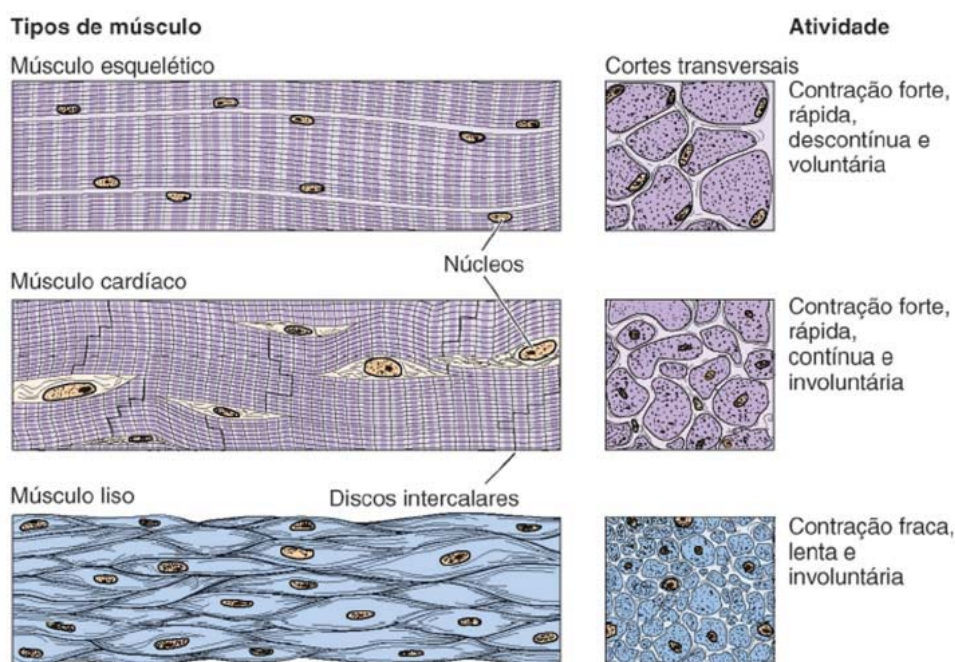 Tipos de músculo
Atividade
Músculo esquelético
Cortes transversais
Contração forte,
rápida,
descontínua e
voluntária
Núcleos
Músculo cardíaco
Contração forte,
rápida,
contínua e
involuntária
Discos intercalares
Músculo liso
Contração fraca,
lenta e
involuntária